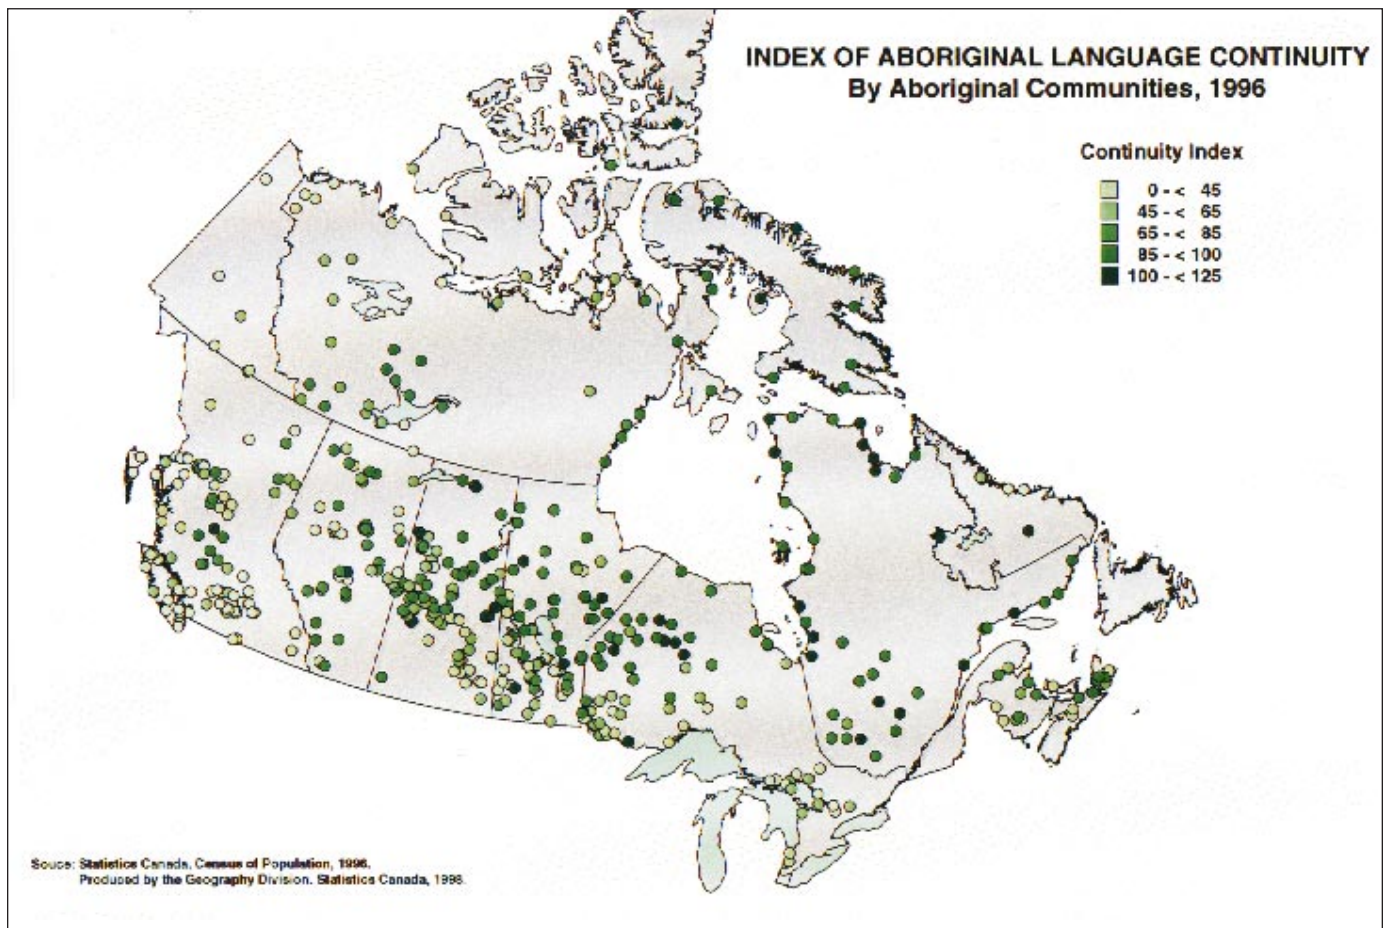 INDEX OF ABORIGINAL LANGUAGE CONTINUITY
By Aboriginal Communities, 1996
Continuity Index
0 - < 45
45 - < 65
65 - < 85
85 - < 100
100 - < 125
Souce: Statistics Canada, Census of Population, 1996.
Produced by the Geography Division, Statistics Canada, 1998.